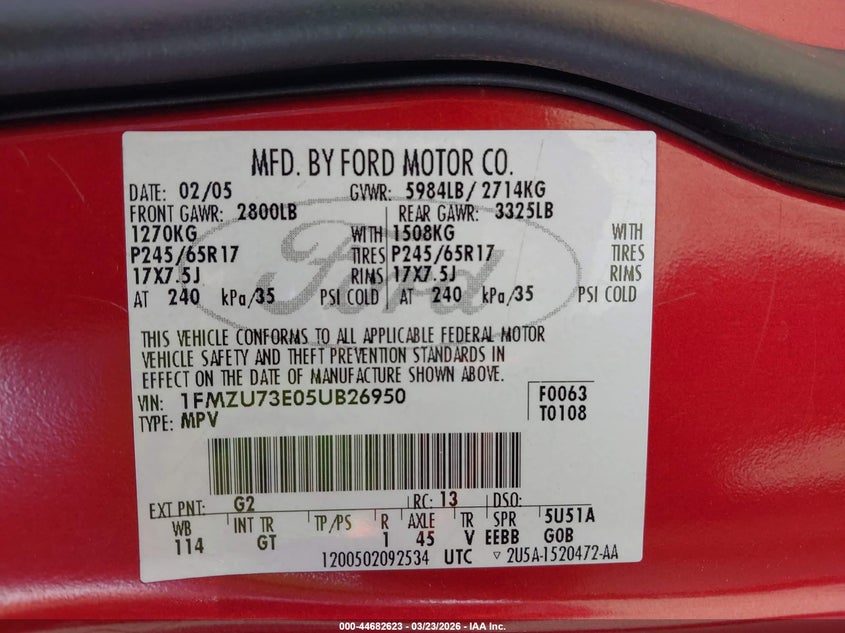 MFD. BY FORD MOTOR CO.
DATE: 02/05 GVWR: 5984LB/2714KG
FRONT GAWR: 2800LB REAR GAWR: 3325LB
1270KG WITH 1508KG WITH
P245/65R17 TIRES P245/65R17 TIRES
17X7.5J RIMS 17X7.5J RIMS
AT 240 kPa/35 PSI COLD AT 240 kPa/35 PSI COLD
Ford
THIS VEHICLE CONFORMS TO ALL APPLICABLE FEDERAL MOTOR
VEHICLE SAFETY AND THEFT PREVENTION STANDARDS IN
EFFECT ON THE DATE OF MANUFACTURE SHOWN ABOVE.
VIN: 1FMZU73E05UB26950 F0063
TYPE: MPV T0108
EXT PNT: G2 RC: 13 DSO:
WB INT TR TP/PS R AXLE TR SPR 5U51A
114 GT 1 45 V EEBB GOB
1200502092534 UTC ▽ 2U5A-1520472-AA
000-44682623 - 03/23/2026 - IAA Inc.